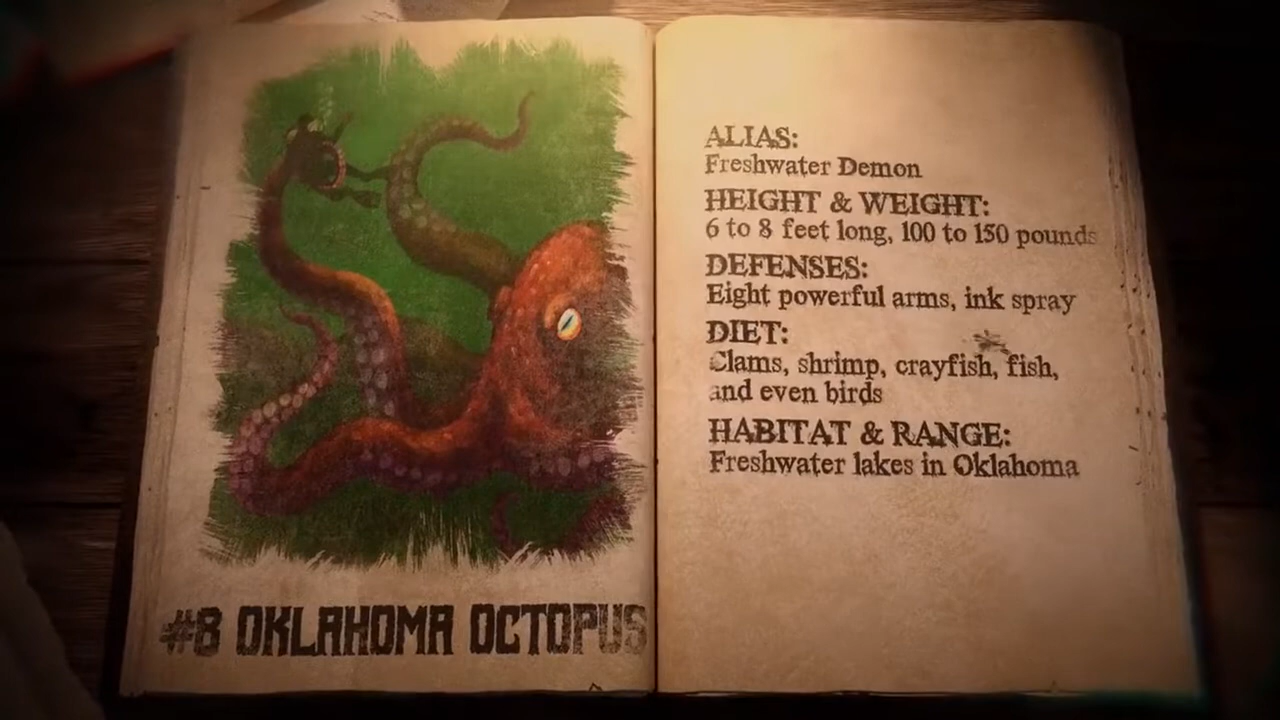 #8 OKLAHOMA OCTOPUS
ALIAS:
Freshwater Demon
HEIGHT & WEIGHT:
6 to 8 feet long, 100 to 150 pounds
DEFENSES:
Eight powerful arms, ink spray
DIET:
Clams, shrimp, crayfish, fish,
and even birds
HABITAT & RANGE:
Freshwater lakes in Oklahoma